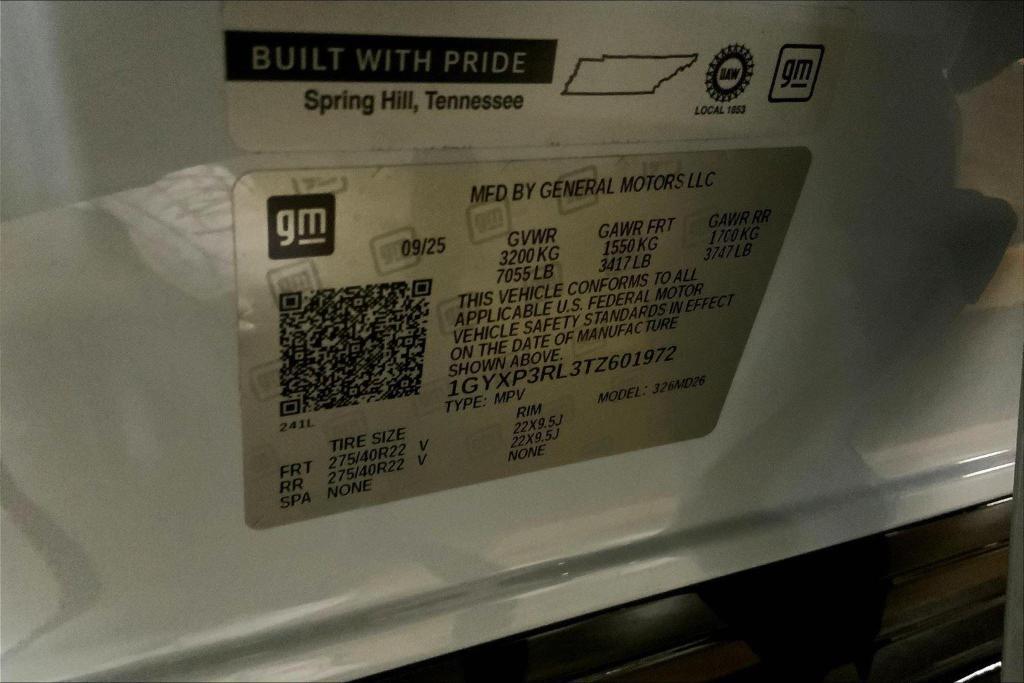 BUILT WITH PRIDE
Spring Hill, Tennessee
UAW
LOCAL 1853
gm
gm
MFD BY GENERAL MOTORS LLC
09/25
GVWR
3200 KG
7055 LB
GAWR FRT
1550 KG
3417 LB
GAWR RR
1700 KG
3747 LB
THIS VEHICLE CONFORMS TO ALL
APPLICABLE U.S. FEDERAL MOTOR
VEHICLE SAFETY STANDARDS IN EFFECT
ON THE DATE OF MANUFACTURE
SHOWN ABOVE.
1GYXP3RL3TZ601972
TYPE: MPV MODEL: 326MD26
241L
TIRE SIZE RIM
FRT 275/40R22 V 22X9.5J
RR 275/40R22 V 22X9.5J
SPA NONE NONE